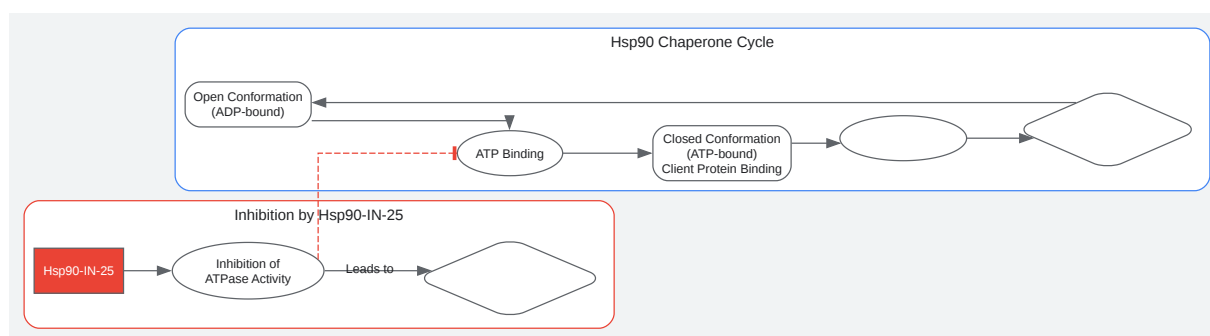 Hsp90 Chaperone Cycle
Open Conformation
(ADP-bound)
ATP Binding
Closed Conformation
(ATP-bound)
Client Protein Binding
Inhibition by Hsp90-IN-25
Hsp90-IN-25
Inhibition of
ATPase Activity
Leads to